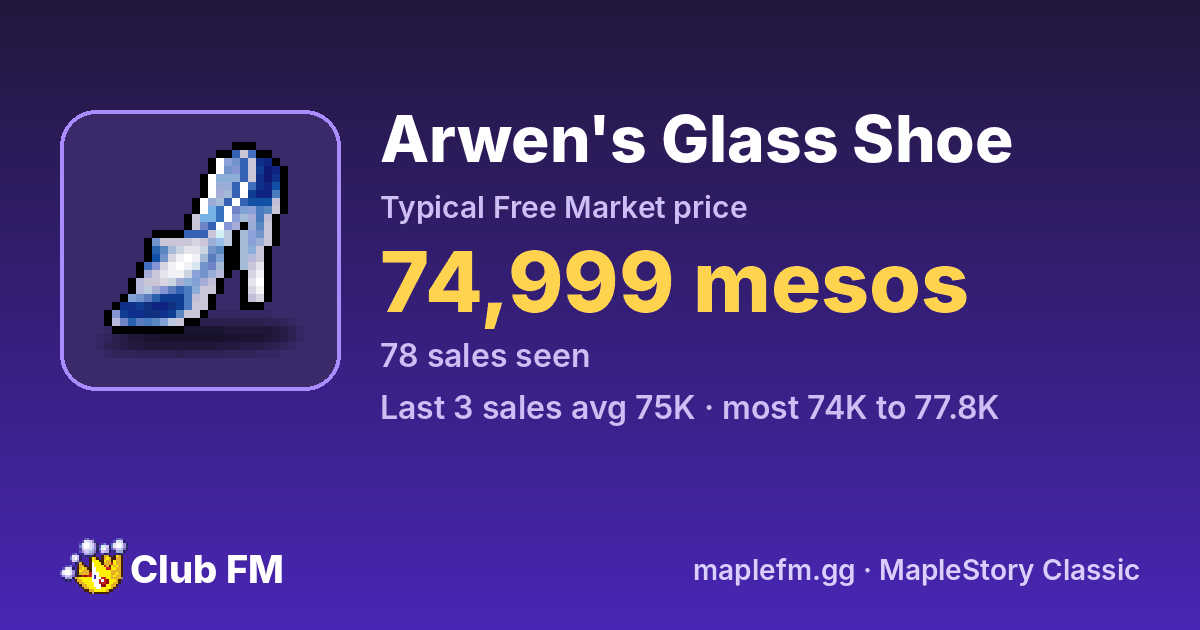 Arwen's Glass Shoe
Typical Free Market price
74,999 mesos
78 sales seen
Last 3 sales avg 75K · most 74K to 77.8K
Club FM
maplefm.gg · MapleStory Classic